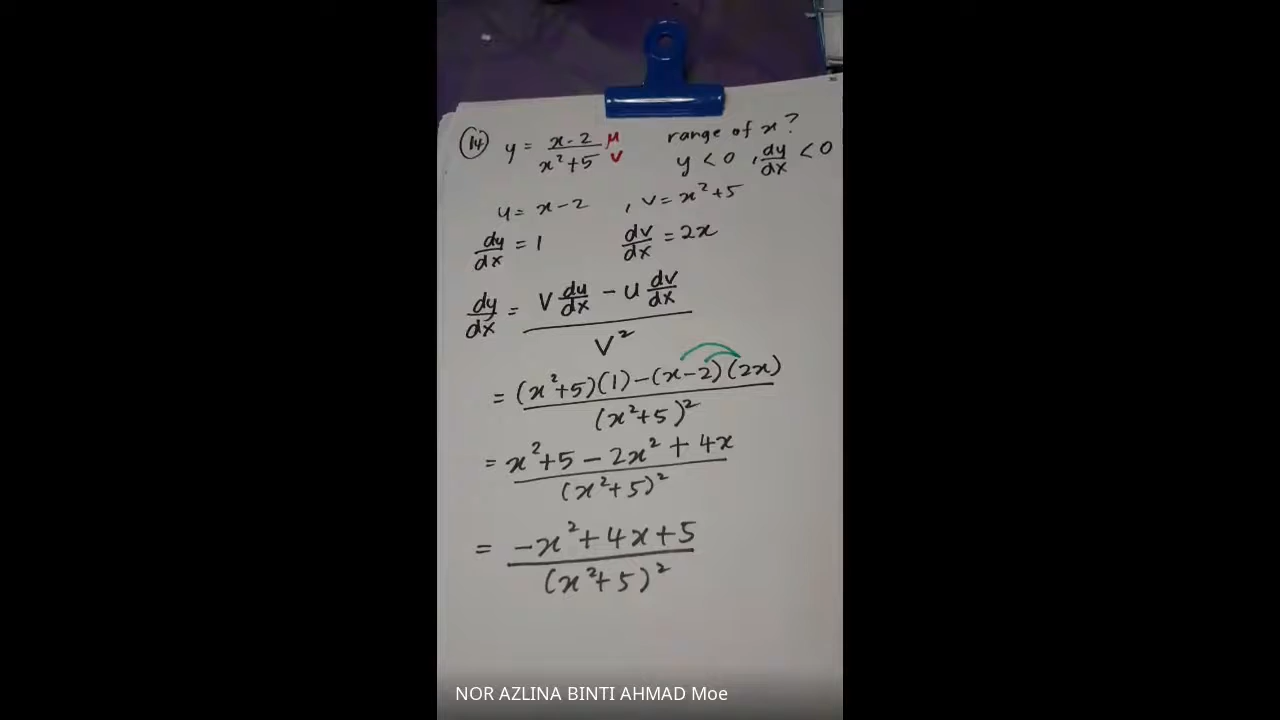 14 y = x-2 / x²+5 μ v range of x? y < 0, dy/dx < 0
u = x-2, v = x²+5
dy/dx = 1 dv/dx = 2x
dy/dx = V du/dx - u dv/dx / V²
= (x²+5)(1)-(x-2)(2x) / (x²+5)²
= x²+5-2x²+4x / (x²+5)²
= -x²+4x+5 / (x²+5)²
NOR AZLINA BINTI AHMAD Moe